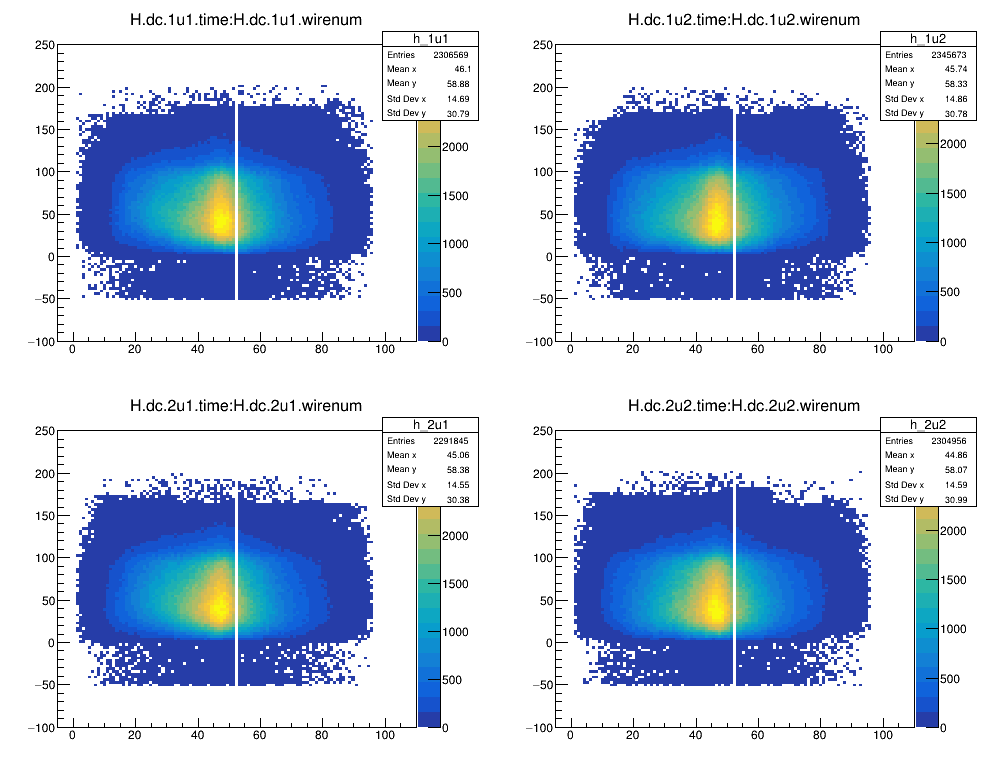 H.dc.1u1.time:H.dc.1u1.wirenum
h_1u1
Entries 2306569
Mean x 46.1
Mean y 58.88
Std Dev x 14.69
Std Dev y 30.79
250
200
150
100
50
0
−50
−100
0 20 40 60 80 100
2000
1500
1000
500
0
H.dc.1u2.time:H.dc.1u2.wirenum
h_1u2
Entries 2345673
Mean x 45.74
Mean y 58.33
Std Dev x 14.86
Std Dev y 30.78
250
200
150
100
50
0
−50
−100
0 20 40 60 80 100
2000
1500
1000
500
0
H.dc.2u1.time:H.dc.2u1.wirenum
h_2u1
Entries 2291845
Mean x 45.06
Mean y 58.38
Std Dev x 14.55
Std Dev y 30.38
250
200
150
100
50
0
−50
−100
0 20 40 60 80 100
2000
1500
1000
500
0
H.dc.2u2.time:H.dc.2u2.wirenum
h_2u2
Entries 2304956
Mean x 44.86
Mean y 58.07
Std Dev x 14.59
Std Dev y 30.99
250
200
150
100
50
0
−50
−100
0 20 40 60 80 100
2000
1500
1000
500
0